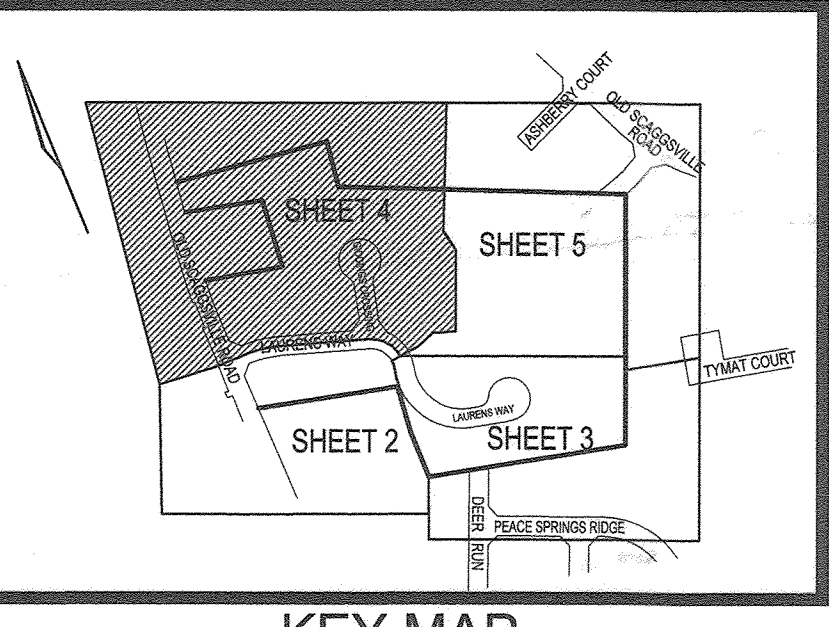 ASHBERRY COURT
OLD SCAGGSVILLE
ROAD
SHEET 4
SHEET 5
OLD SCAGGSVILLE ROAD
LAURENS WAY
TYMAT COURT
LAURENS WAY
SHEET 2
SHEET 3
DEER RUN
PEACE SPRINGS RIDGE
KEY MAP